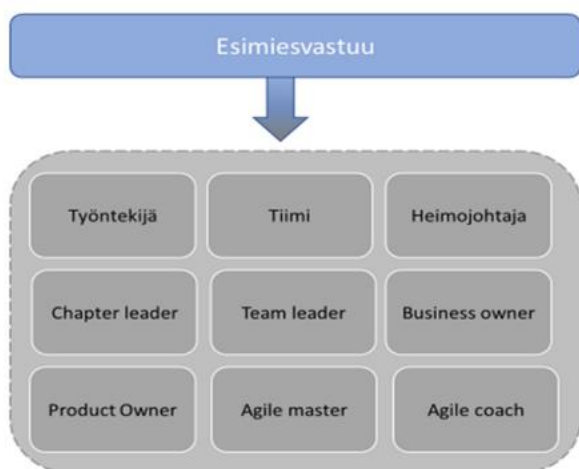 Esimiesvastuu
Työntekijä
Tiimi
Heimojohtaja
Chapter leader
Team leader
Business owner
Product Owner
Agile master
Agile coach